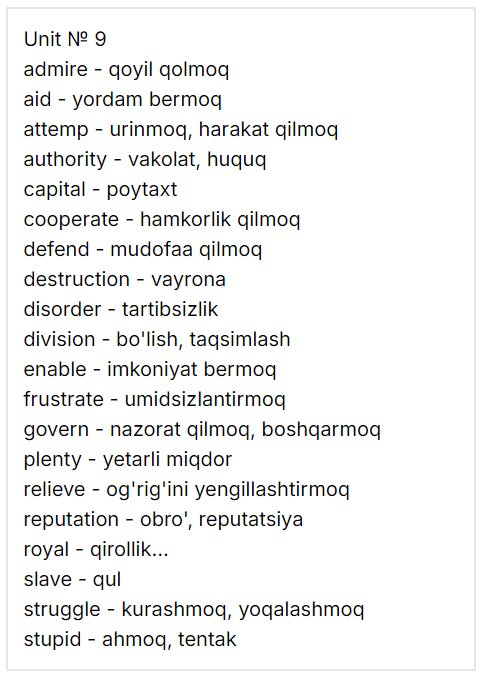 Unit № 9
admire - qoyil qolmoq
aid - yordam bermoq
attemp - urinmoq, harakat qilmoq
authority - vakolat, huquq
capital - poytaxt
cooperate - hamkorlik qilmoq
defend - mudofaa qilmoq
destruction - vayrona
disorder - tartibsizlik
division - bo'lish, taqsimlash
enable - imkoniyat bermoq
frustrate - umidsizlantirmoq
govern - nazorat qilmoq, boshqarmoq
plenty - yetarli miqdor
relieve - og'rig'ini yengillashtirmoq
reputation - obro', reputatsiya
royal - qirollik...
slave - qul
struggle - kurashmoq, yoqalashmoq
stupid - ahmoq, tentak